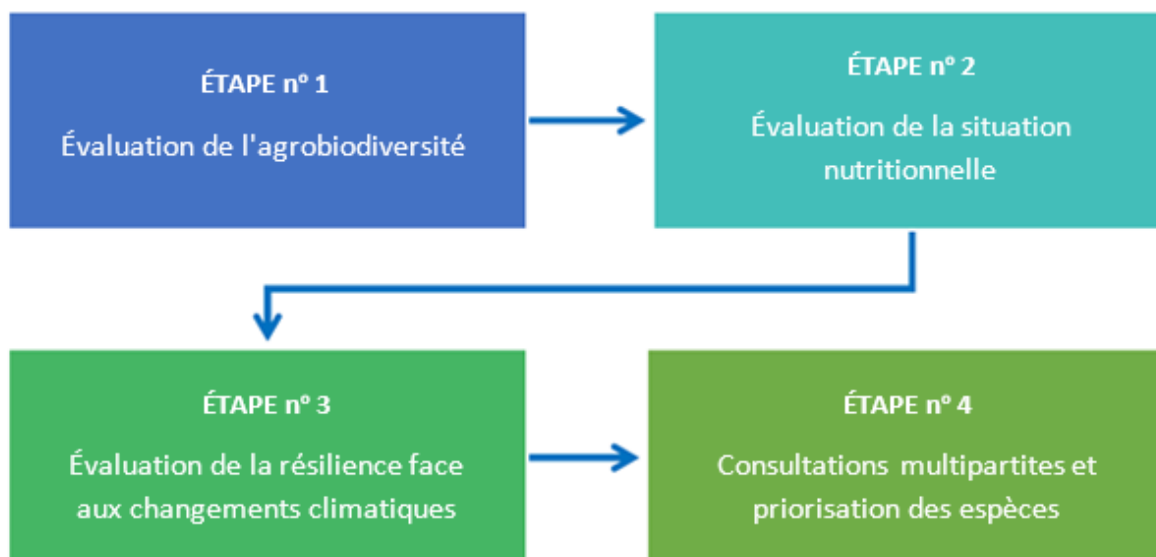 ÉTAPE nº 1
Évaluation de l'agrobiodiversité
ÉTAPE nº 2
Évaluation de la situation
nutritionnelle
ÉTAPE nº 3
Évaluation de la résilience face
aux changements climatiques
ÉTAPE nº 4
Consultations multipartites et
priorisation des espèces